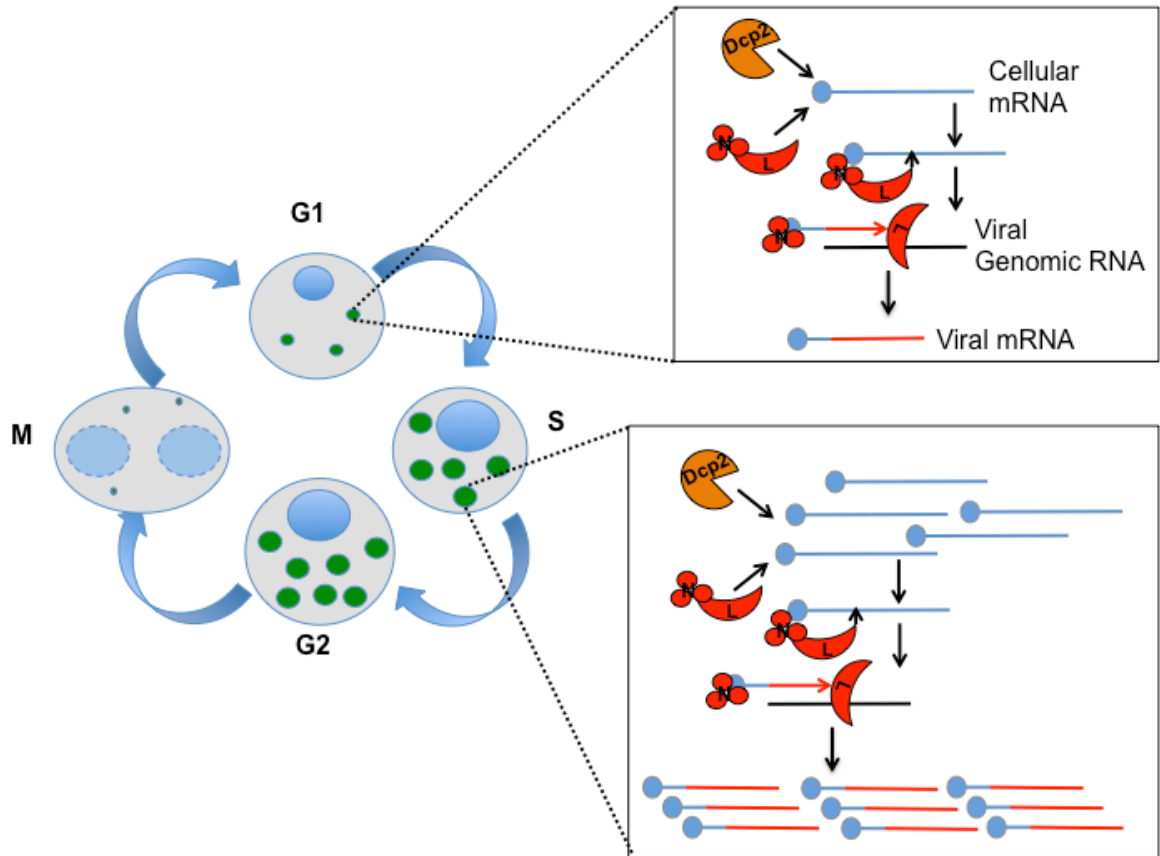 G1
S
G2
M
Dcp2
Cellular
mRNA
N
L
N
L
N
L
Viral
Genomic RNA
Viral mRNA
Dcp2
N
L
N
L
N
L